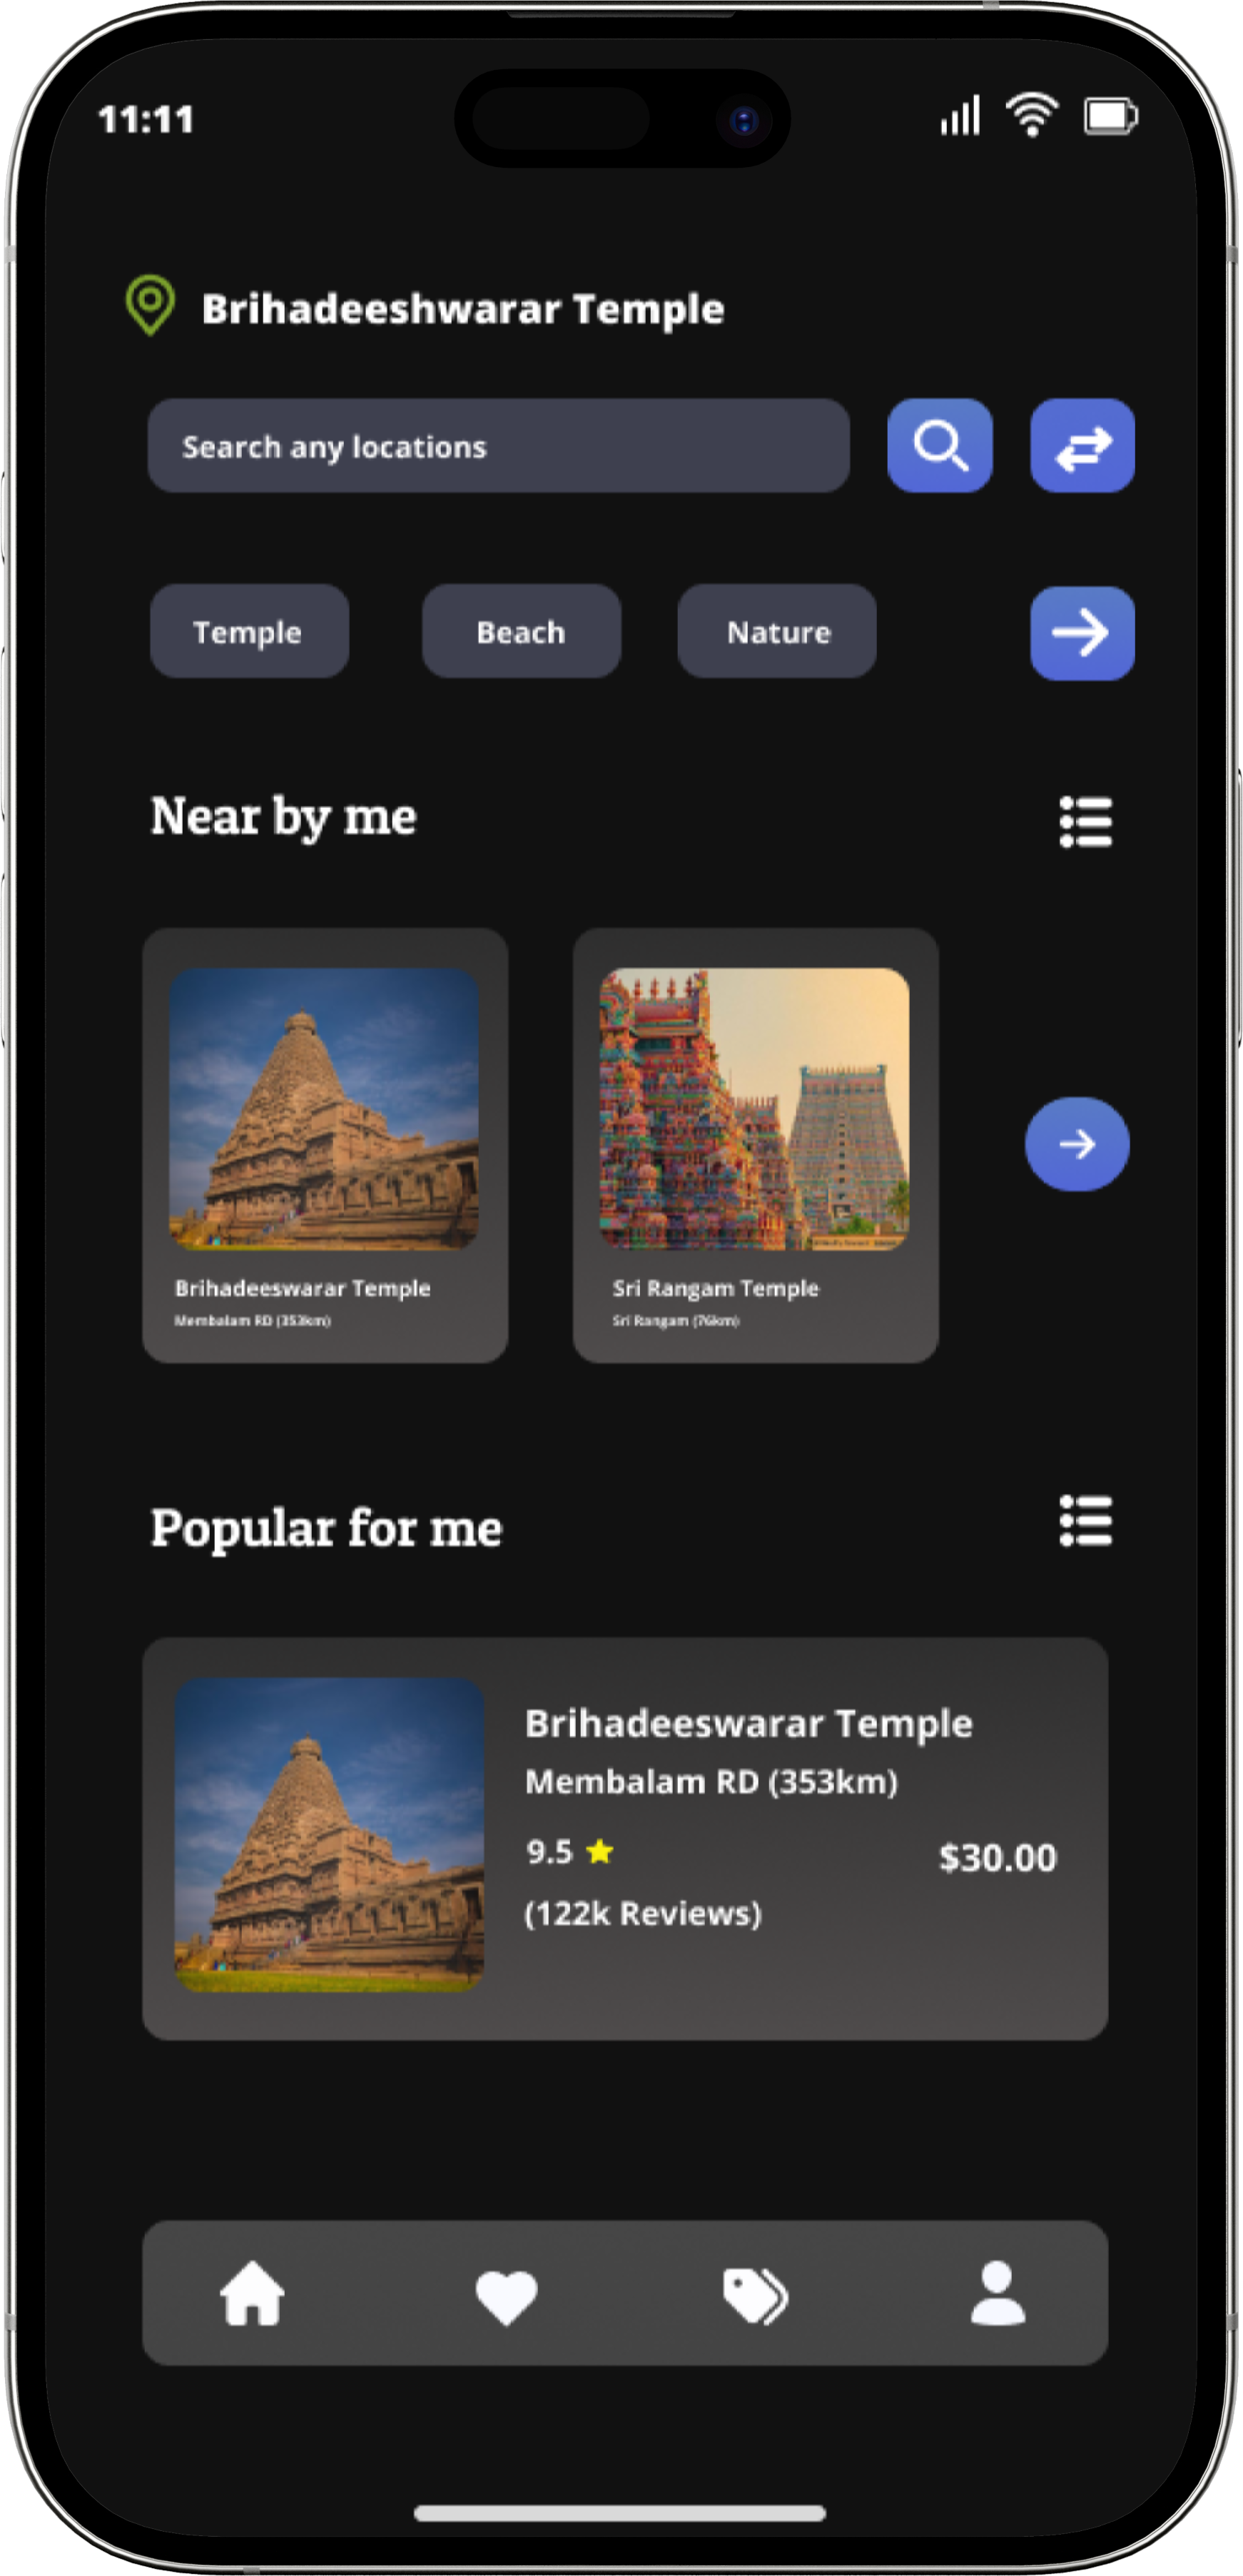 11:11
Brihadeeshwarar Temple
Search any locations
Temple
Beach
Nature
Near by me
Brihadeeswarar Temple
Membalam RD (353km)
Sri Rangam Temple
Sri Rangam (76km)
Popular for me
Brihadeeswarar Temple
Membalam RD (353km)
9.5
$30.00
(122k Reviews)